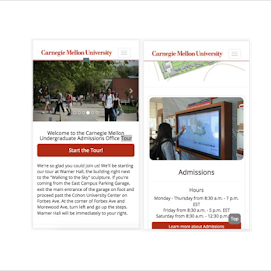 Carnegie Mellon University
Welcome to the Carnegie Mellon
Undergraduate Admissions Office Tour
Start the Tour!
We're so glad you could join us! We'll be starting
our tour at Warner Hall, the building right next
to the "Walking to the Sky" sculpture. If you're
coming from the East Campus Parking Garage,
exit the main entrance of the garage on foot and
proceed past the Cohon University Center on
Forbes Ave. At the corner of Forbes Ave and
Morewood Ave, turn left and go up the steps.
Warner Hall will be immediately to your right.
Carnegie Mellon University
Admissions
Hours
Monday - Thursday from 8:30 a.m. - 7 p.m.
EST
Friday from 8:30 a.m. - 5 p.m. EST
Saturday from 8:30 a.m. - 12:30 p.m.
Top
Learn more about Admissions